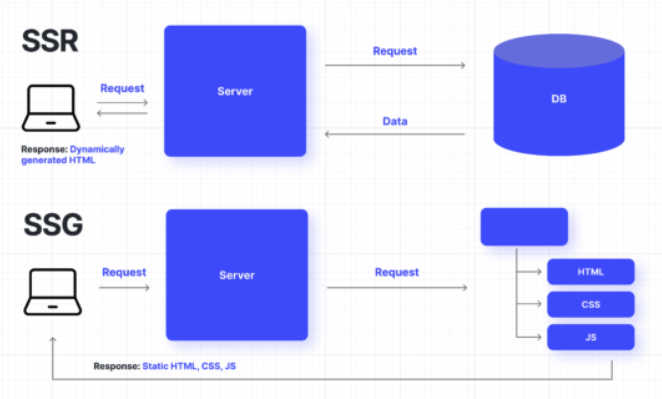 SSR
Request
Server
Request
Data
DB
Response: Dynamically
generated HTML
SSG
Request
Server
Request
HTML
CSS
JS
Response: Static HTML, CSS, JS